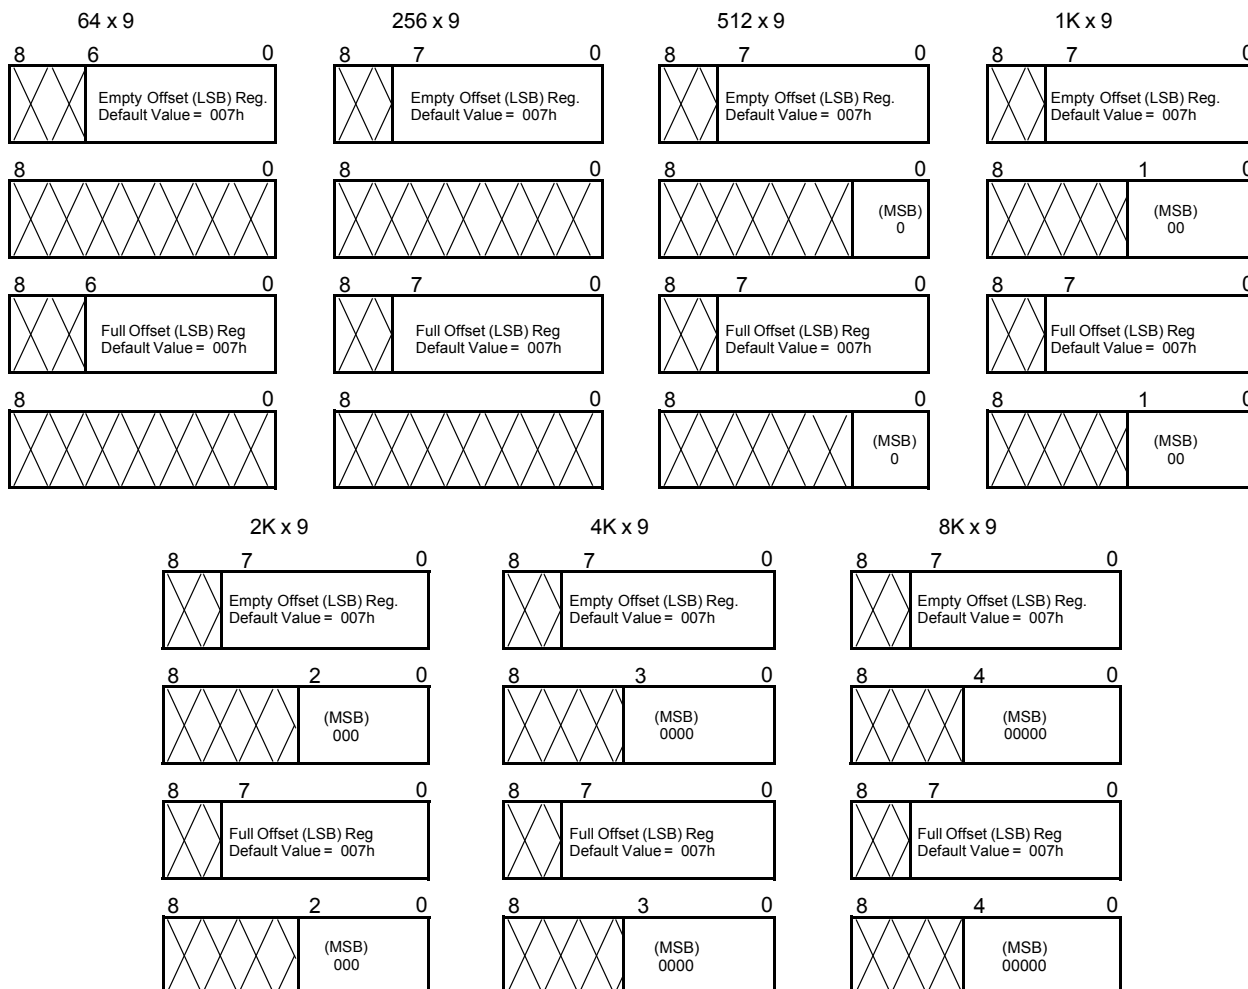 64 x 9
256 x 9
512 x 9
1K x 9
8 6 0
8 7 0
8 7 0
8 7 0
Empty Offset (LSB) Reg.
Default Value = 007h
Empty Offset (LSB) Reg.
Default Value = 007h
Empty Offset (LSB) Reg.
Default Value = 007h
Empty Offset (LSB) Reg.
Default Value = 007h
8 0
8 0
8 0
8 1 0
(MSB)
0
(MSB)
00
8 6 0
8 7 0
8 7 0
8 7 0
Full Offset (LSB) Reg
Default Value = 007h
Full Offset (LSB) Reg
Default Value = 007h
Full Offset (LSB) Reg
Default Value = 007h
Full Offset (LSB) Reg
Default Value = 007h
8 0
8 0
8 0
8 1 0
(MSB)
0
(MSB)
00
2K x 9
4K x 9
8K x 9
8 7 0
8 7 0
8 7 0
Empty Offset (LSB) Reg.
Default Value = 007h
Empty Offset (LSB) Reg.
Default Value = 007h
Empty Offset (LSB) Reg.
Default Value = 007h
8 2 0
8 3 0
8 4 0
(MSB)
000
(MSB)
0000
(MSB)
00000
8 7 0
8 7 0
8 7 0
Full Offset (LSB) Reg
Default Value = 007h
Full Offset (LSB) Reg
Default Value = 007h
Full Offset (LSB) Reg
Default Value = 007h
8 2 0
8 3 0
8 4 0
(MSB)
000
(MSB)
0000
(MSB)
00000